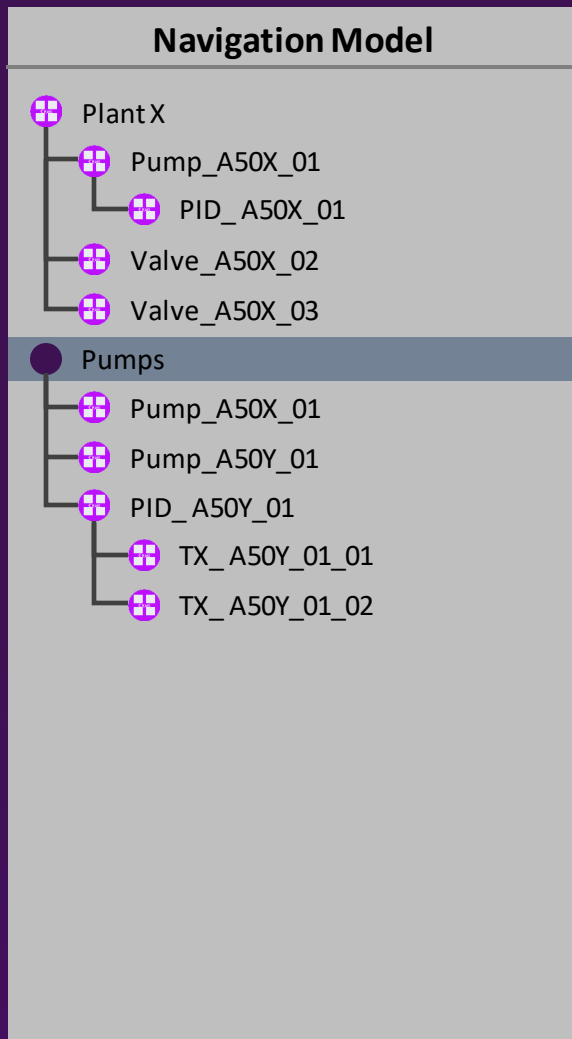 Navigation Model
Plant X
Pump_A50X_01
PID_ A50X_01
Valve_A50X_02
Valve_A50X_03
Pumps
Pump_A50X_01
Pump_A50Y_01
PID_ A50Y_01
TX_ A50Y_01_01
TX_ A50Y_01_02